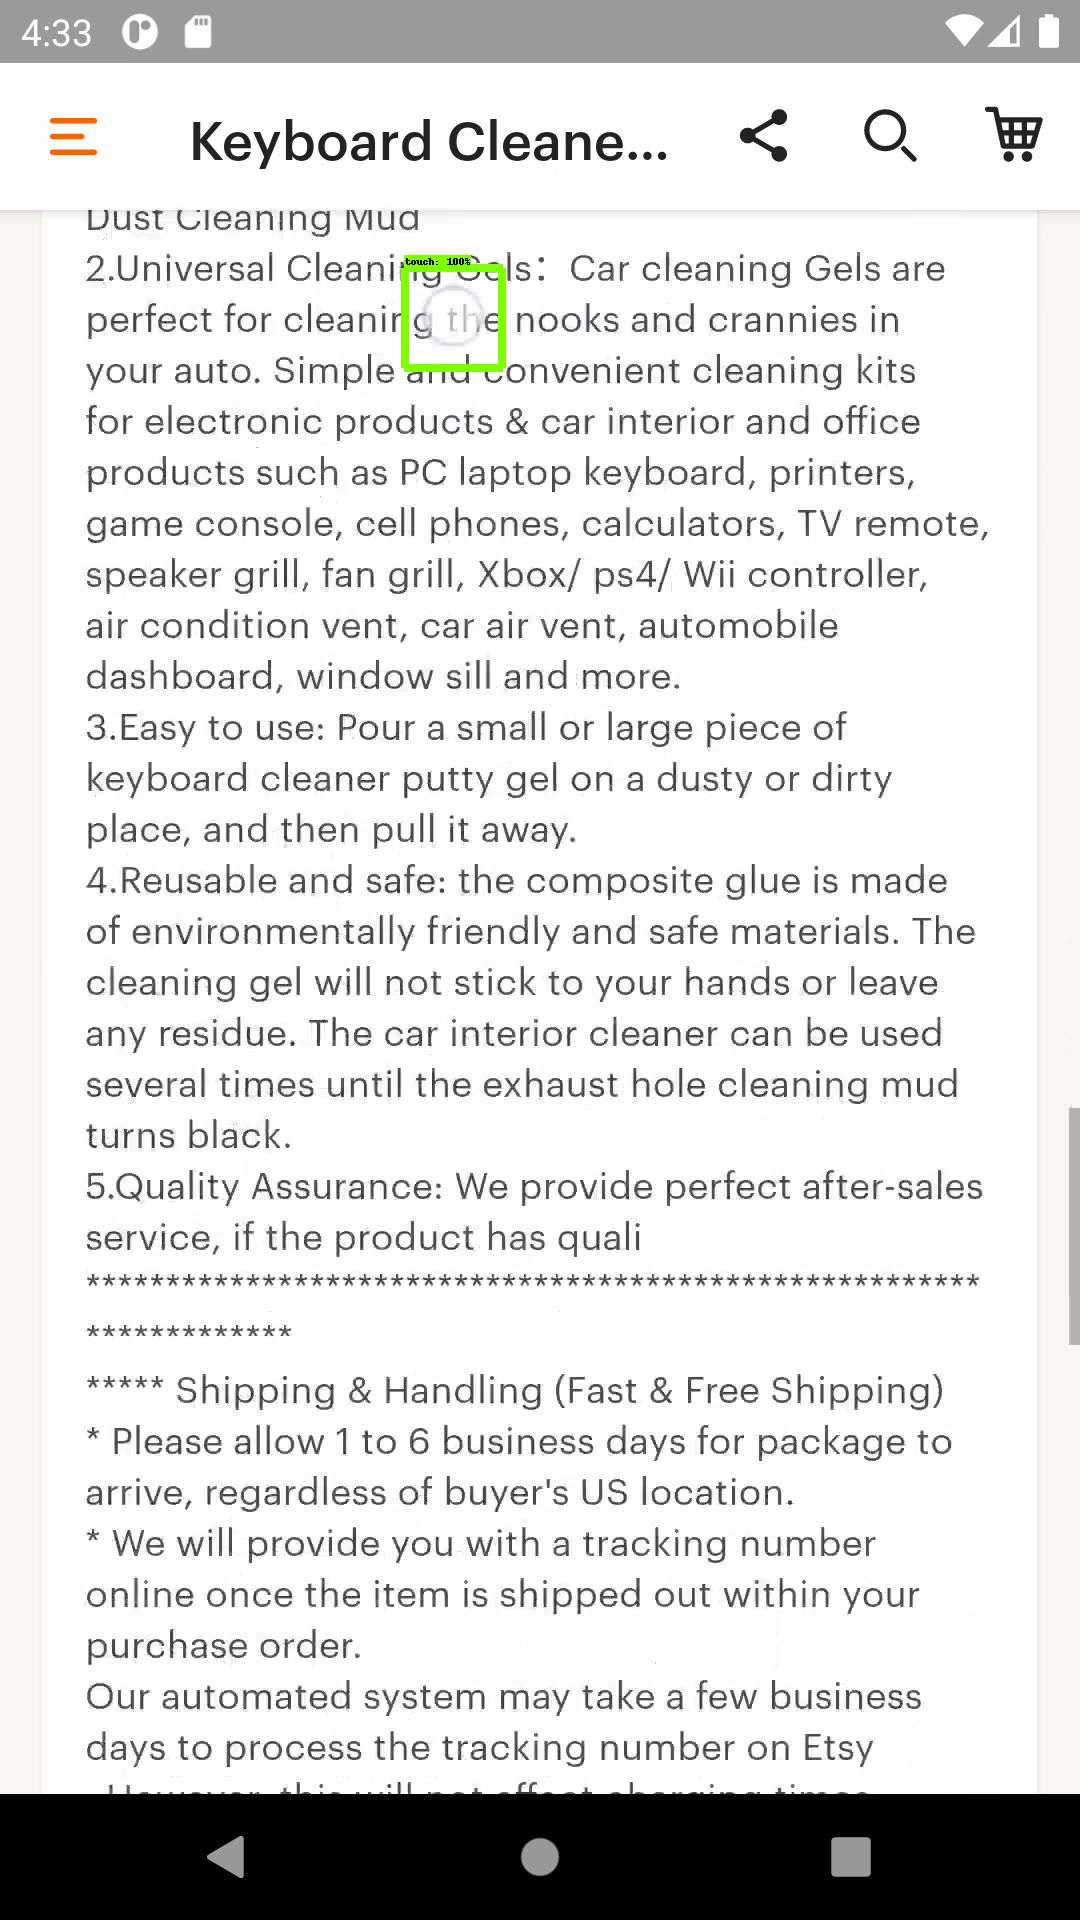 4:33
Keyboard Cleane...
Dust Cleaning Mud
touch: 100%
2.Universal Cleaning Gels：Car cleaning Gels are
perfect for cleaning the nooks and crannies in
your auto. Simple and convenient cleaning kits
for electronic products & car interior and office
products such as PC laptop keyboard, printers,
game console, cell phones, calculators, TV remote,
speaker grill, fan grill, Xbox/ ps4/ Wii controller,
air condition vent, car air vent, automobile
dashboard, window sill and more.
3.Easy to use: Pour a small or large piece of
keyboard cleaner putty gel on a dusty or dirty
place, and then pull it away.
4.Reusable and safe: the composite glue is made
of environmentally friendly and safe materials. The
cleaning gel will not stick to your hands or leave
any residue. The car interior cleaner can be used
several times until the exhaust hole cleaning mud
turns black.
5.Quality Assurance: We provide perfect after-sales
service, if the product has quali
********************************************************
*************
***** Shipping & Handling (Fast & Free Shipping)
* Please allow 1 to 6 business days for package to
arrive, regardless of buyer's US location.
* We will provide you with a tracking number
online once the item is shipped out within your
purchase order.
Our automated system may take a few business
days to process the tracking number on Etsy
However, this will not affect charging times